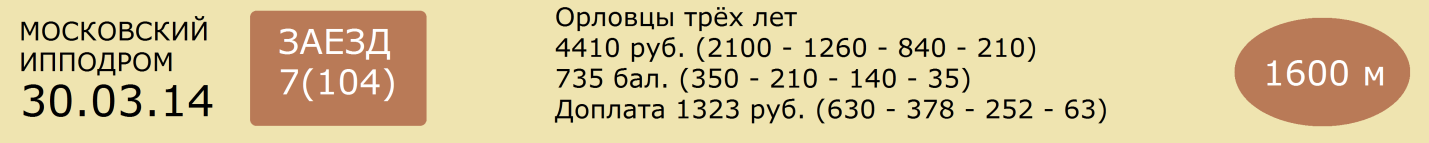 МОСКОВСКИЙ
ИППОДРОМ
30.03.14
ЗАЕЗД
7(104)
Орловцы трёх лет
4410 руб. (2100 - 1260 - 840 - 210)
735 бал. (350 - 210 - 140 - 35)
Доплата 1323 руб. (630 - 378 - 252 - 63)
1600 м